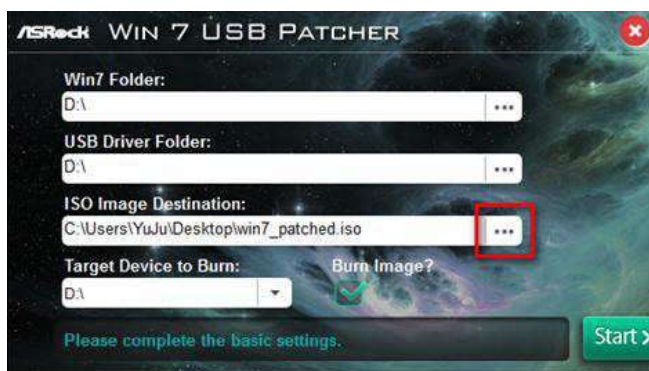 ASRock WIN 7 USB PATCHER
Win7 Folder:
D:\
...
USB Driver Folder:
D:\
...
ISO Image Destination:
C:\Users\YuJu\Desktop\win7_patched.iso
...
Target Device to Burn: Burn Image?
D:\
Please complete the basic settings.
Start